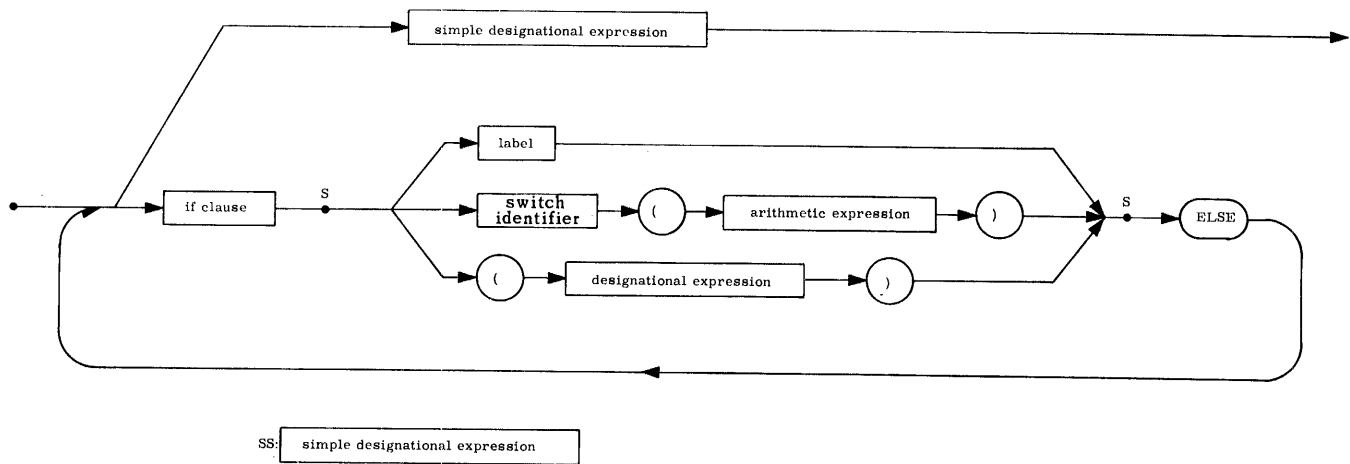 simple designational expression
label
if clause
S
switch
identifier
(
arithmetic expression
)
S
ELSE
(
designational expression
)
SS:
simple designational expression